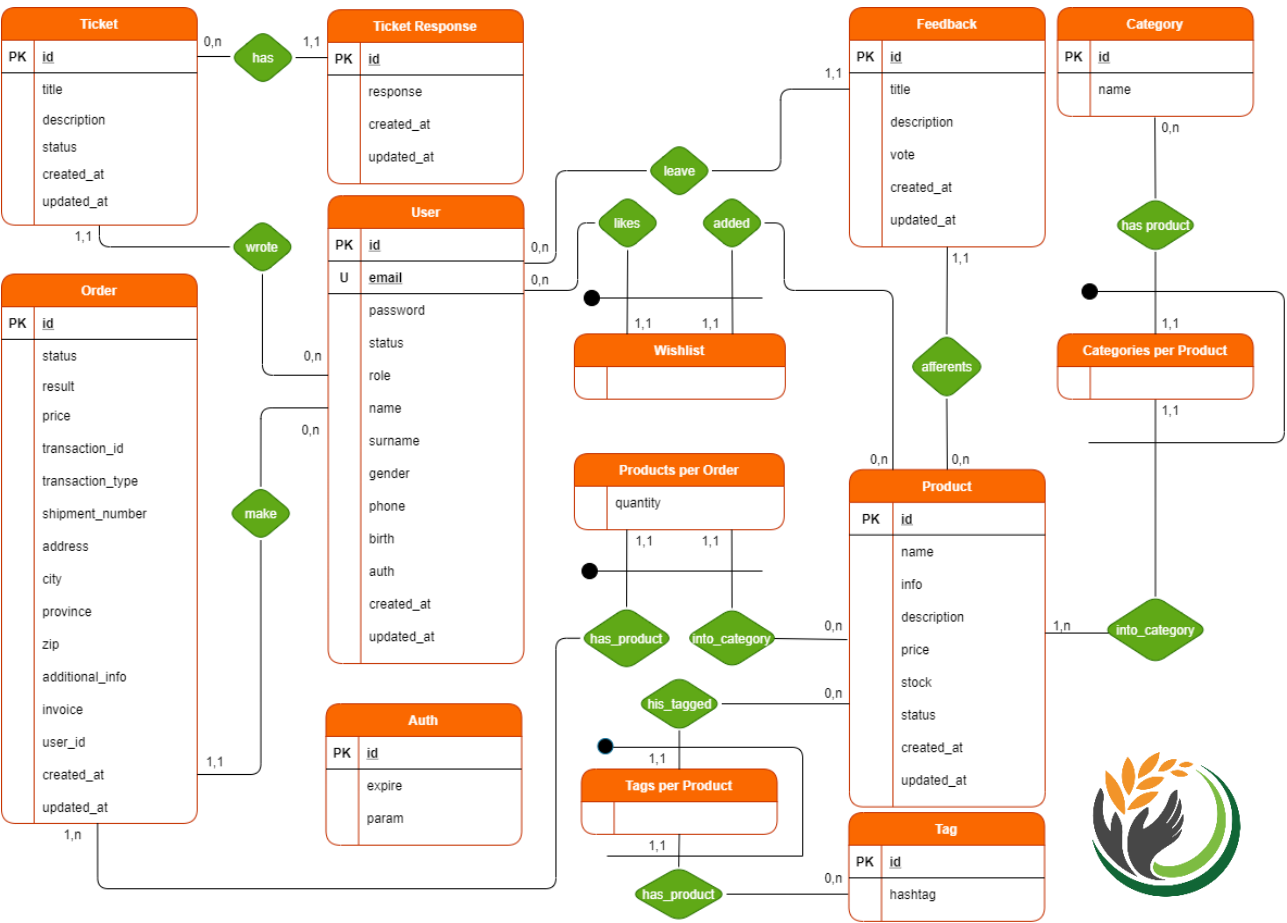 Ticket
PK id
title
description
status
created_at
updated_at
0,n
has
1,1
Ticket Response
PK id
response
created_at
updated_at
Feedback
PK id
title
description
vote
created_at
updated_at
Category
PK id
name
1,1
0,n
leave
wrote
1,1
0,n
User
PK id
U email
password
status
role
name
surname
gender
phone
birth
auth
created_at
updated_at
0,n
0,n
likes
added
1,1
1,1
Wishlist
1,1
afferents
0,n
0,n
has product
1,1
Categories per Product
1,1
Order
PK id
status
result
price
transaction_id
transaction_type
shipment_number
address
city
province
zip
additional_info
invoice
user_id
created_at
updated_at
0,n
make
1,1
1,n
Products per Order
quantity
1,1
1,1
has_product
into_category
0,n
Product
PK id
name
info
description
price
stock
status
created_at
updated_at
1,n
into_category
his_tagged
0,n
1,1
Tags per Product
1,1
has_product
0,n
Auth
PK id
expire
param
Tag
PK id
hashtag